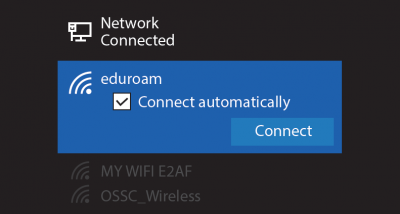 Network
Connected
eduroam
Connect automatically
Connect
MY WIFI E2AF
OSSC_Wireless